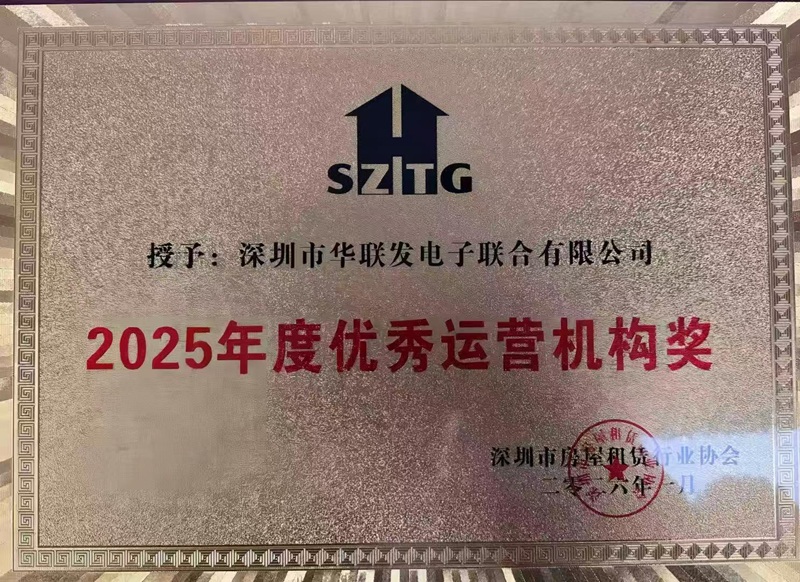 SZHTG
授予：深圳市华联发电子联合有限公司
2025年度优秀运营机构奖
深圳市房屋租赁行业协会
二零二六年一月